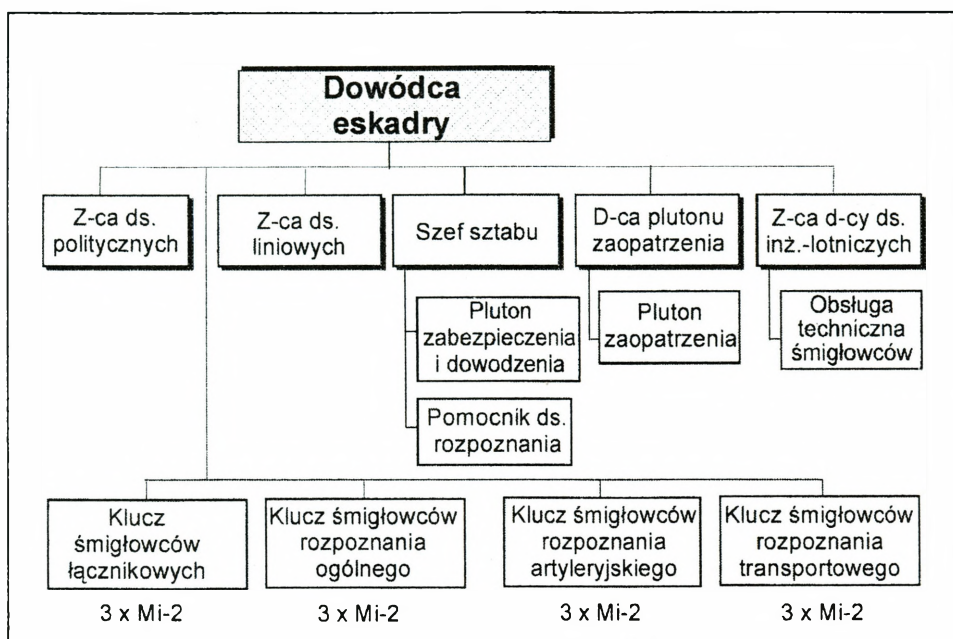 Dowódca
eskadry
Z-ca ds.
politycznych
Z-ca ds.
liniowych
Szef sztabu
D-ca plutonu
zaopatrzenia
Z-ca d-cy ds.
inż.-lotniczych
Pluton
zabezpieczenia
i dowodzenia
Pluton
zaopatrzenia
Obsługa
techniczna
śmigłowców
Pomocnik ds.
rozpoznania
Klucz
śmigłowców
łącznikowych
Klucz śmigłowców
rozpoznania
ogólnego
Klucz śmigłowców
rozpoznania
artyleryjskiego
Klucz śmigłowców
rozpoznania
transportowego
3 x Mi-2
3 x Mi-2
3 x Mi-2
3 x Mi-2